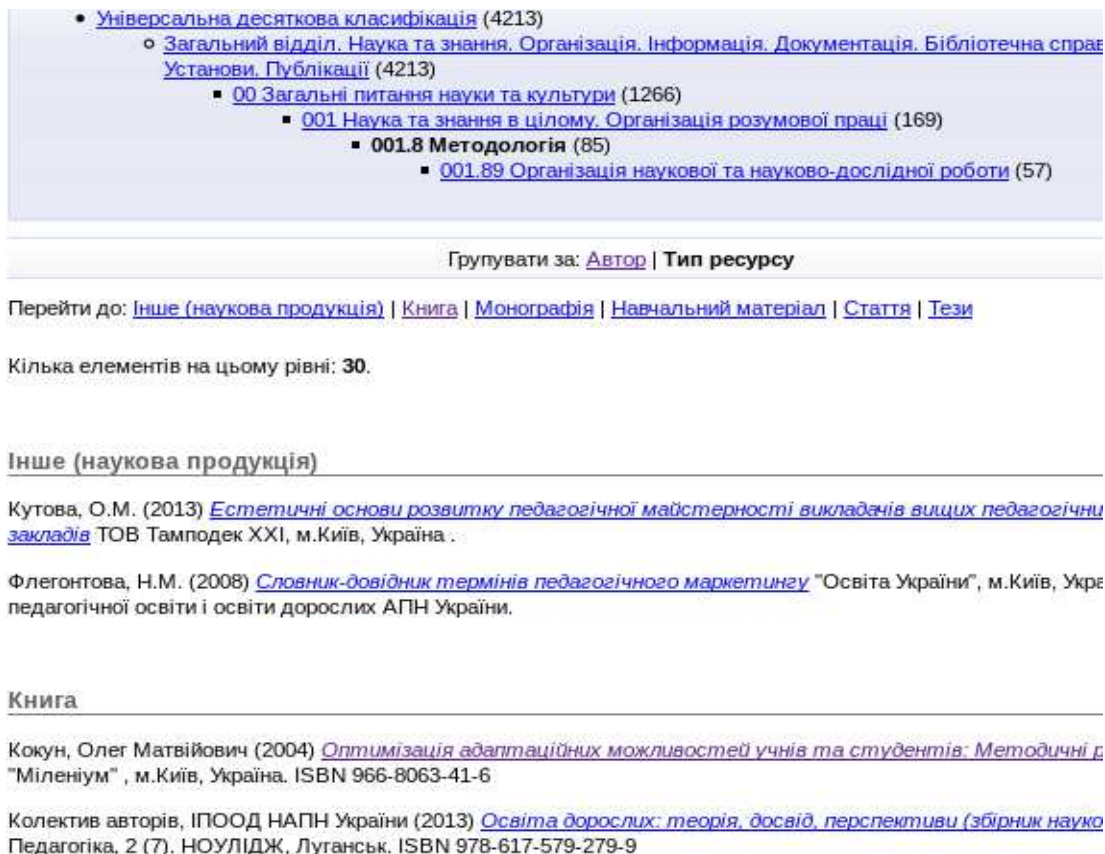 Універсальна десяткова класифікація (4213)
Загальний відділ. Наука та знання. Організація. Інформація. Документація. Бібліотечна справ
Установи. Публікації (4213)
00 Загальні питання науки та культури (1266)
001 Наука та знання в цілому. Організація розумової праці (169)
001.8 Методологія (85)
001.89 Організація наукової та науково-дослідної роботи (57)
Групувати за: Автор | Тип ресурсу
Перейти до: Інше (наукова продукція) | Книга | Монографія | Навчальний матеріал | Стаття | Тези
Кілька елементів на цьому рівні: 30.
Інше (наукова продукція)
Кутова, О.М. (2013) Естетичні основи розвитку педагогічної майстерності викладачів вищих педагогічни
закладів ТОВ Тамподек ХХІ, м.Київ, Україна .
Флегонтова, Н.М. (2008) Словник-довідник термінів педагогічного маркетингу "Освіта України", м.Київ, Укра
педагогічної освіти і освіти дорослих АПН України.
Книга
Кокун, Олег Матвійович (2004) Оптимізація адаптаційних можливостей учнів та студентів: Методичні р
"Міленіум" , м.Київ, Україна. ISBN 966-8063-41-6
Колектив авторів, ІПООД НАПН України (2013) Освіта дорослих: теорія, досвід, перспективи (збірник науко
Педагогіка, 2 (7). НОУЛІДЖ, Луганськ. ISBN 978-617-579-279-9